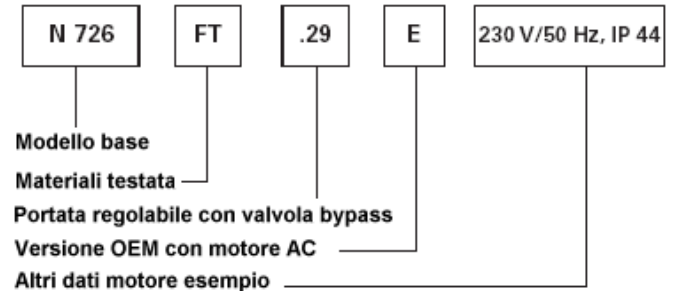 N 726 FT .29 E 230 V/50 Hz, IP 44
Modello base
Materiali testata
Portata regolabile con valvola bypass
Versione OEM con motore AC
Altri dati motore esempio